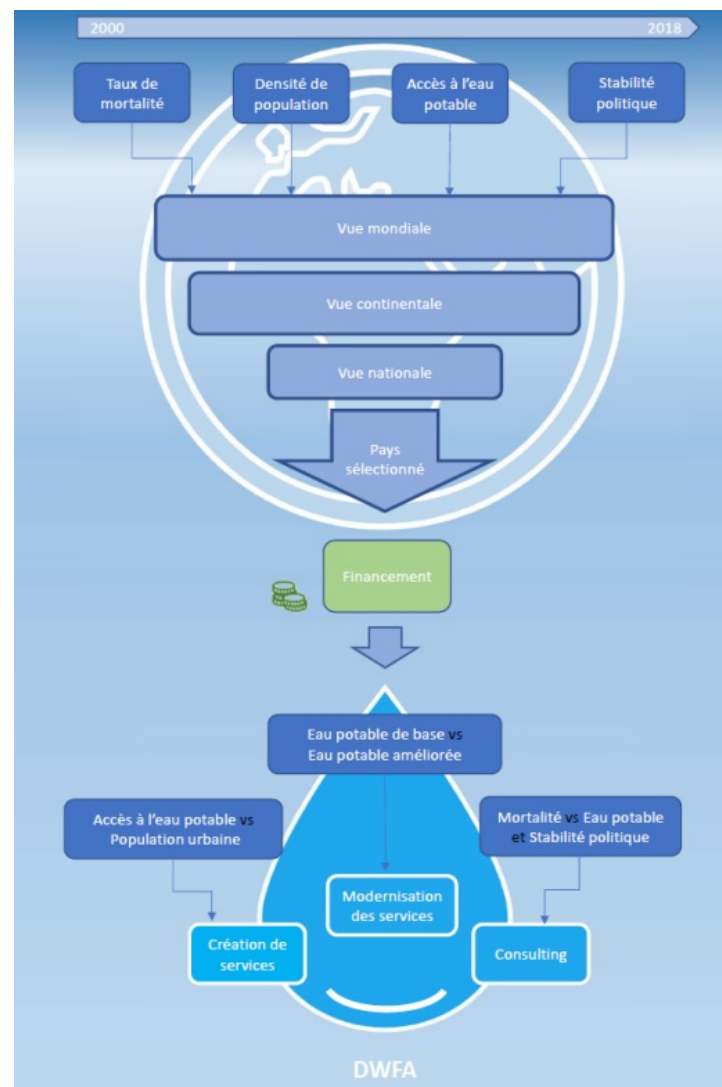 2000
2018
Taux de
mortalité
Densité de
population
Accès à l'eau
potable
Stabilité
politique
Vue mondiale
Vue continentale
Vue nationale
Pays
sélectionné
Financement
Eau potable de base vs
Eau potable améliorée
Accès à l'eau potable vs
Population urbaine
Mortalité vs Eau potable
et Stabilité politique
Modernisation
des services
Création de
services
Consulting
DWFA